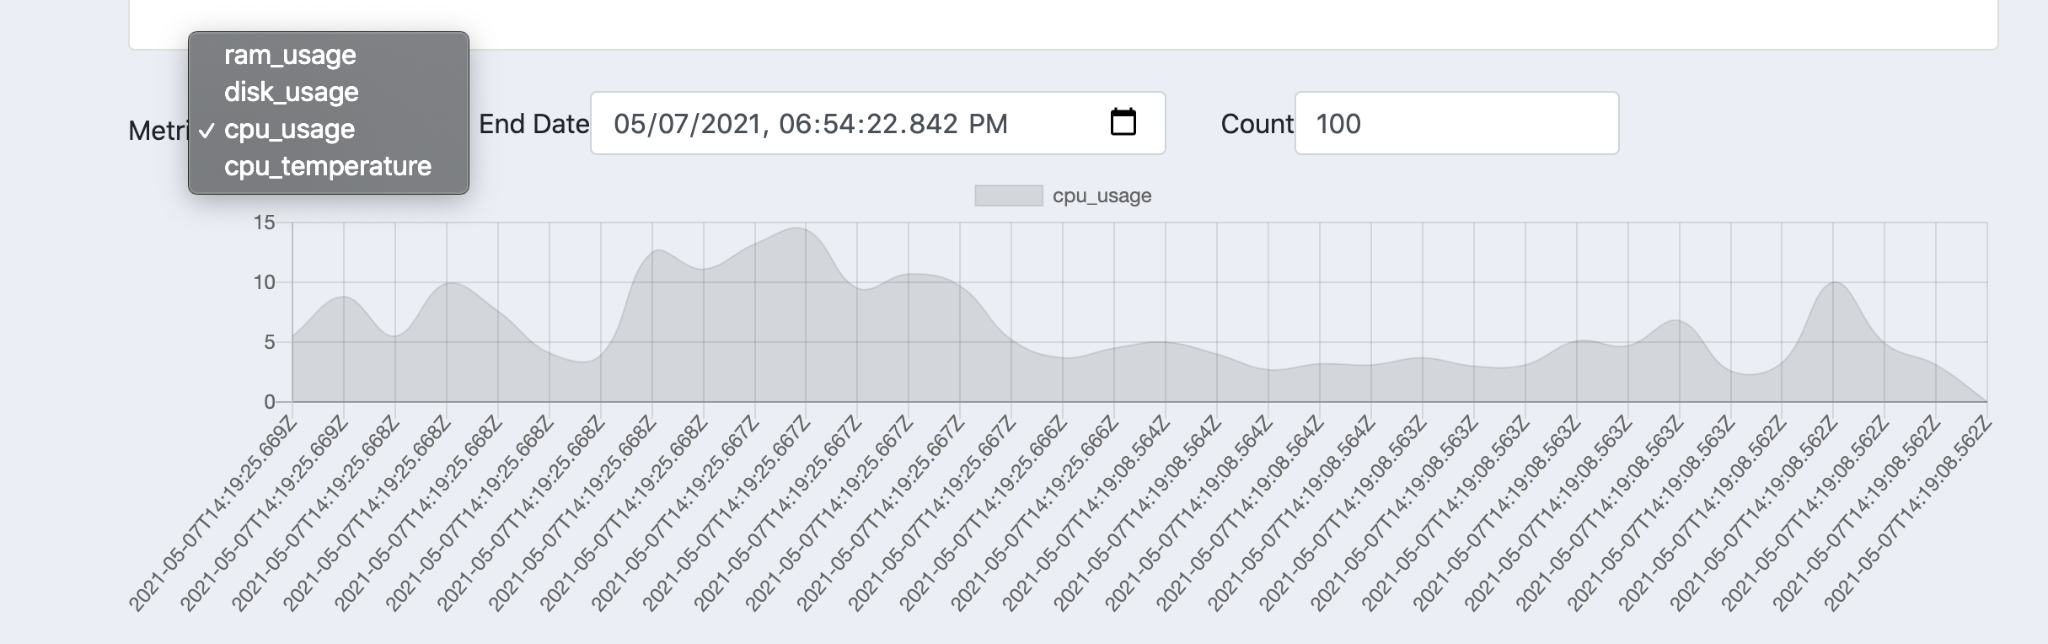 ram_usage
disk_usage
Metri ✓ cpu_usage
cpu_temperature
End Date 05/07/2021, 06:54:22.842 PM
Count 100
cpu_usage
15
10
5
0
2021-05-07T14:19:25.669Z
2021-05-07T14:19:25.669Z
2021-05-07T14:19:25.668Z
2021-05-07T14:19:25.668Z
2021-05-07T14:19:25.668Z
2021-05-07T14:19:25.668Z
2021-05-07T14:19:25.668Z
2021-05-07T14:19:25.668Z
2021-05-07T14:19:25.668Z
2021-05-07T14:19:25.667Z
2021-05-07T14:19:25.667Z
2021-05-07T14:19:25.667Z
2021-05-07T14:19:25.667Z
2021-05-07T14:19:25.667Z
2021-05-07T14:19:25.667Z
2021-05-07T14:19:25.666Z
2021-05-07T14:19:25.666Z
2021-05-07T14:19:08.564Z
2021-05-07T14:19:08.564Z
2021-05-07T14:19:08.564Z
2021-05-07T14:19:08.564Z
2021-05-07T14:19:08.564Z
2021-05-07T14:19:08.563Z
2021-05-07T14:19:08.563Z
2021-05-07T14:19:08.563Z
2021-05-07T14:19:08.563Z
2021-05-07T14:19:08.563Z
2021-05-07T14:19:08.563Z
2021-05-07T14:19:08.563Z
2021-05-07T14:19:08.562Z
2021-05-07T14:19:08.562Z
2021-05-07T14:19:08.562Z
2021-05-07T14:19:08.562Z
2021-05-07T14:19:08.562Z